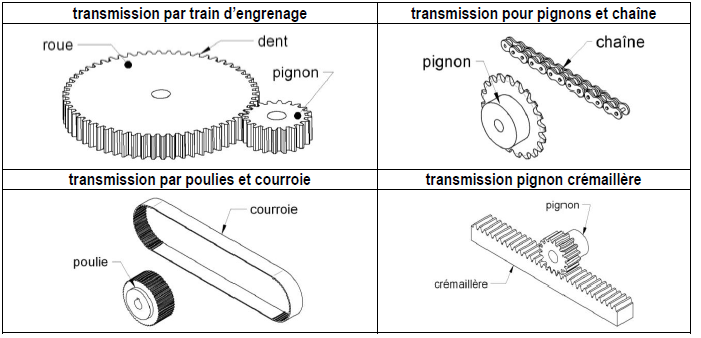 transmission par train d’engrenage
roue
dent
pignon
transmission pour pignons et chaîne
chaîne
pignon
transmission par poulies et courroie
courroie
poulie
transmission pignon crémaillère
pignon
crémaillère